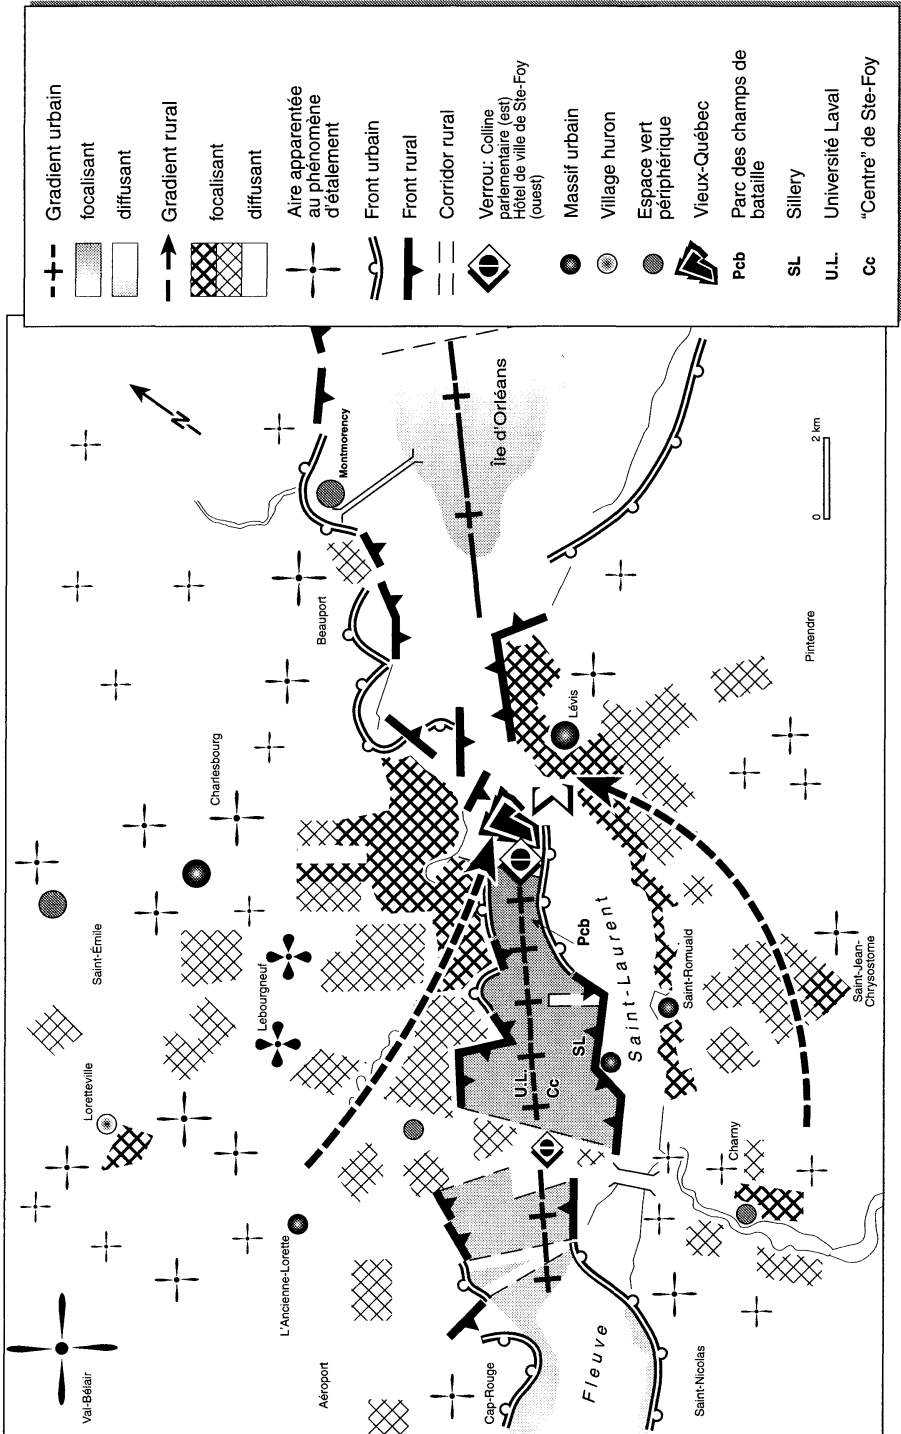 Gradient urbain
focalisant
diffusant
Gradient rural
focalisant
diffusant
Aire apparentée
au phénomène
d'étalement
Front urbain
Front rural
Corridor rural
Verrou: Colline
parlementaire (est)
Hôtel de ville de Ste-Foy
(ouest)
Massif urbain
Village huron
Espace vert
périphérique
Vieux-Québec
Pcb Parc des champs de
bataille
SL Sillery
U.L. Université Laval
Cc "Centre" de Ste-Foy
N
Val-Bélair
Loretteville
Saint-Émile
Lebourgneuf
Charlesbourg
Beauport
Montmorency
L'Ancienne-Lorette
Aéroport
Cap-Rouge
U.L.
Cc
SL
Pcb
Île d'Orléans
Fleuve
Saint-Laurent
Lévis
Saint-Romuald
Saint-Nicolas
Charny
Saint-Jean-
Chrysostome
Pintendre
0 2 km